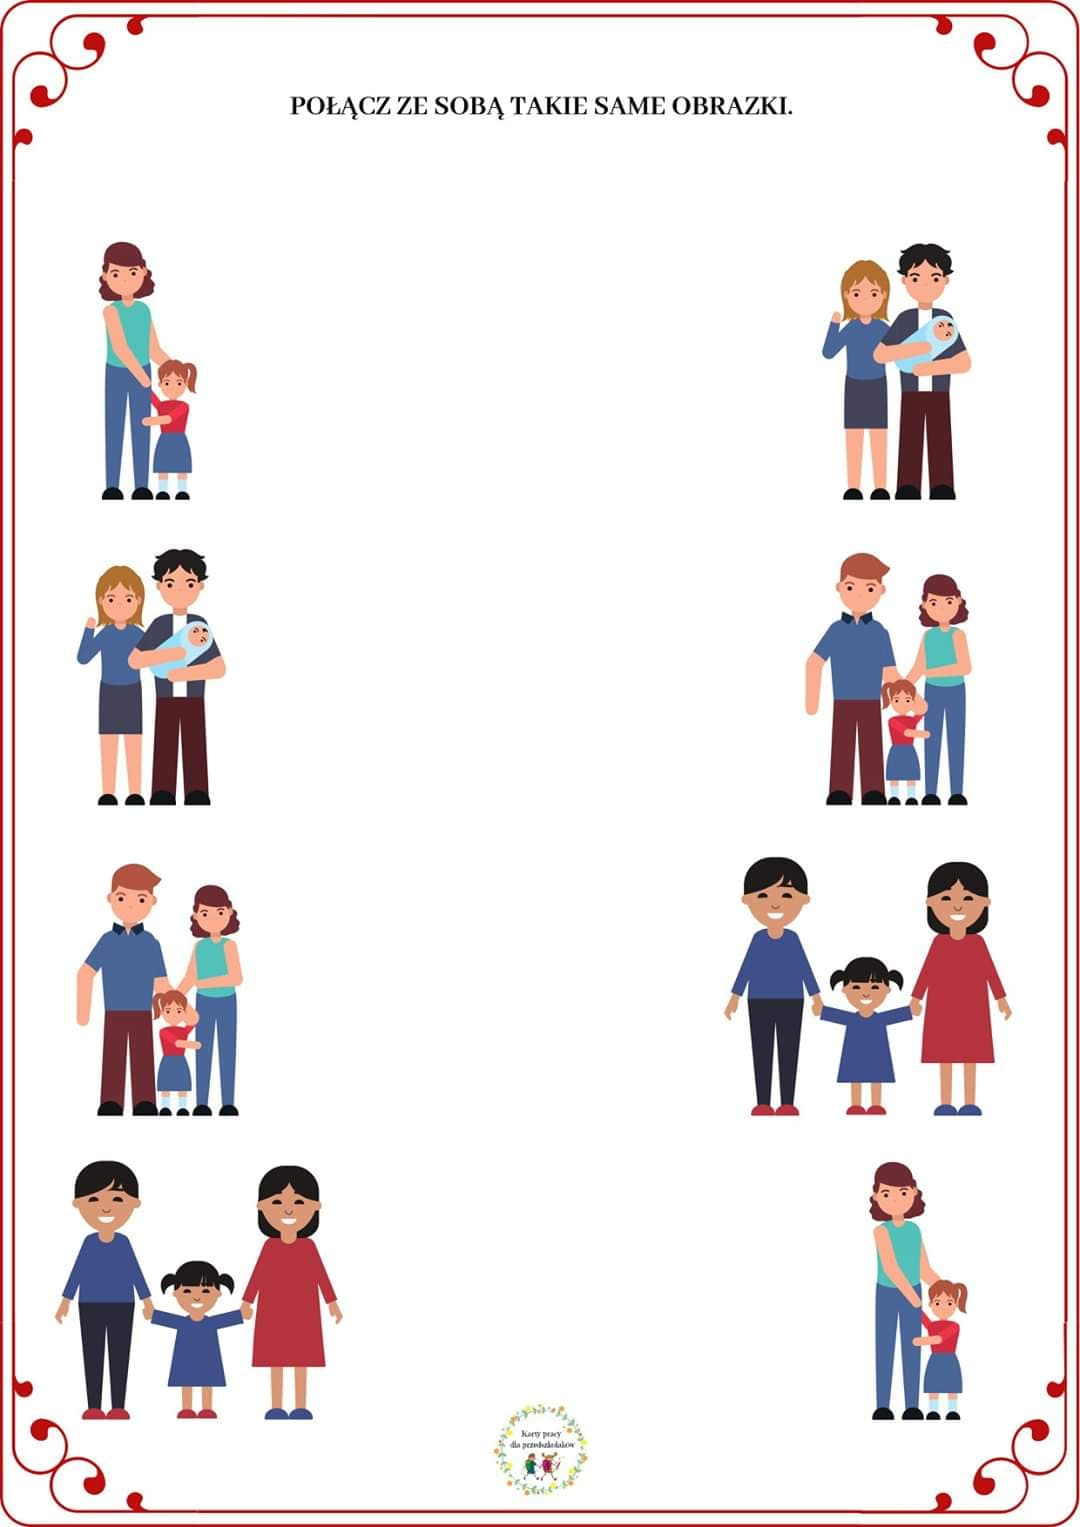 POŁĄCZ ZE SOBĄ TAKIE SAME OBRAZKI.
Karty pracy
dla przedszkolaków